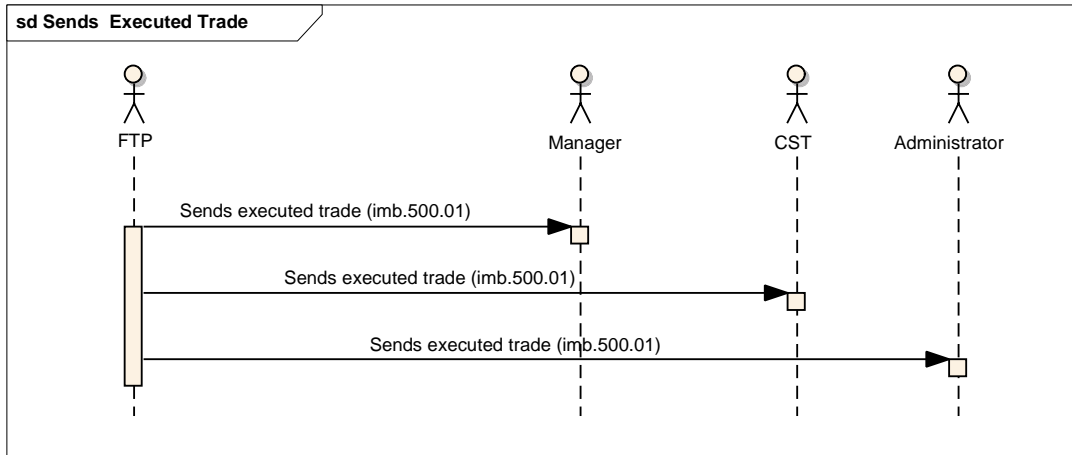 sd Sends  Executed Trade
FTP
Manager
CST
Administrator
Sends executed trade (imb.500.01)
Sends executed trade (imb.500.01)
Sends executed trade (imb.500.01)